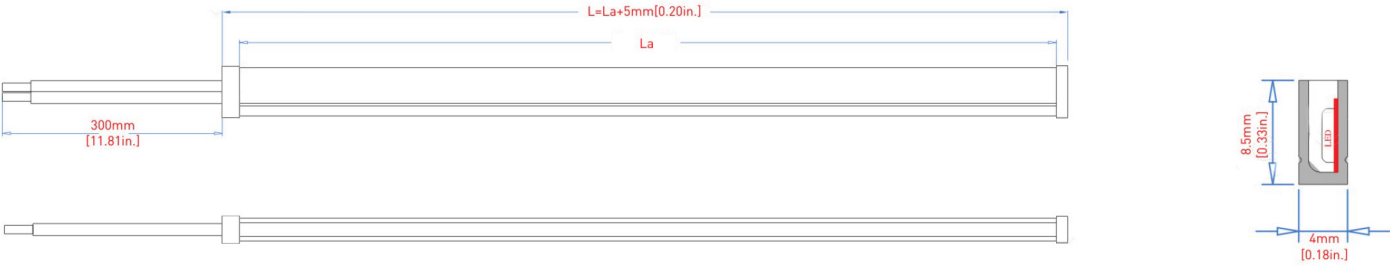 L=La+5mm[0.20in.]
La
300mm
[11.81in.]
8.5mm
[0.33in.]
LED
4mm
[0.18in.]